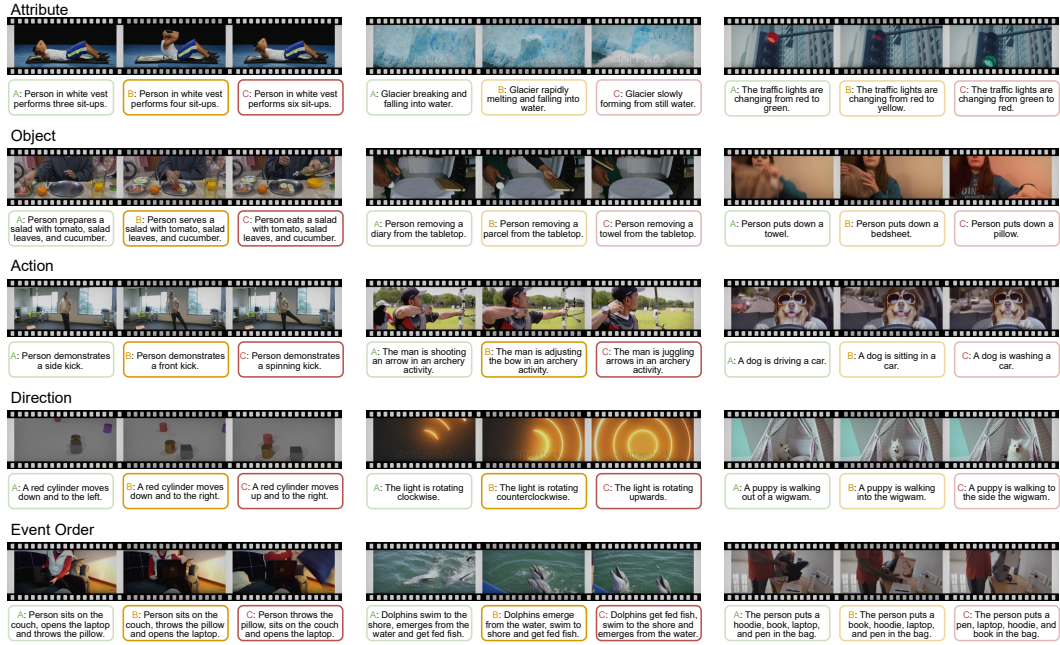 Attribute
A: Person in white vest
performs three sit-ups.
B: Person in white vest
performs four sit-ups.
C: Person in white vest
performs six sit-ups.
A: Glacier breaking and
falling into water.
B: Glacier rapidly
melting and falling into
water.
C: Glacier slowly
forming from still water.
A: The traffic lights are
changing from red to
green.
B: The traffic lights are
changing from red to
yellow.
C: The traffic lights are
changing from green to
red.
Object
A: Person prepares a
salad with tomato, salad
leaves, and cucumber.
B: Person serves a
salad with tomato, salad
leaves, and cucumber.
C: Person eats a salad
with tomato, salad
leaves, and cucumber.
A: Person removing a
diary from the tabletop.
B: Person removing a
parcel from the tabletop.
C: Person removing a
towel from the tabletop.
A: Person puts down a
towel.
B: Person puts down a
bedsheet.
C: Person puts down a
pillow.
Action
A: Person demonstrates
a side kick.
B: Person demonstrates
a front kick.
C: Person demonstrates
a spinning kick.
A: The man is shooting
an arrow in an archery
activity.
B: The man is adjusting
the bow in an archery
activity.
C: The man is juggling
arrows in an archery
activity.
A: A dog is driving a car.
B: A dog is sitting in a
car.
C: A dog is washing a
car.
Direction
A: A red cylinder moves
down and to the left.
B: A red cylinder moves
down and to the right.
C: A red cylinder moves
up and to the right.
A: The light is rotating
clockwise.
B: The light is rotating
counterclockwise.
C: The light is rotating
upwards.
A: A puppy is walking
out of a wigwam.
B: A puppy is walking
into the wigwam.
C: A puppy is walking to
the side the wigwam.
Event Order
A: Person sits on the
couch, opens the laptop
and throws the pillow.
B: Person sits on the
couch, throws the pillow
and opens the laptop.
C: Person throws the
pillow, sits on the couch
and opens the laptop.
A: Dolphins swim to the
shore, emerges from the
water and get fed fish.
B: Dolphins emerge
from the water, swim to
shore and get fed fish.
C: Dolphins get fed fish,
swim to the shore and
emerges from the water.
A: The person puts a
hoodie, book, laptop,
and pen in the bag.
B: The person puts a
book, hoodie, laptop,
and pen in the bag.
C: The person puts a
pen, laptop, hoodie, and
book in the bag.